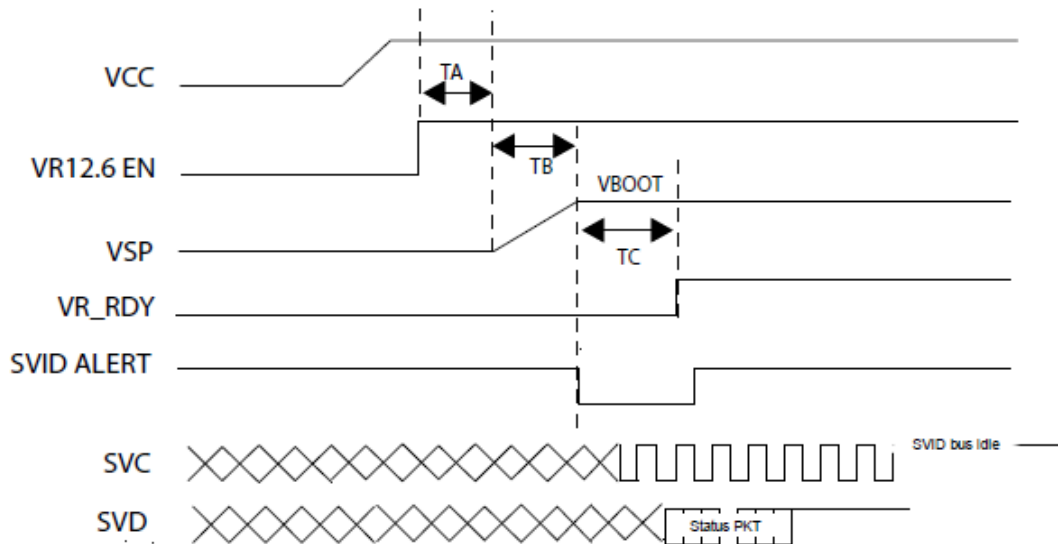 VCC
TA
VR12.6 EN
TB
VBOOT
VSP
TC
VR_RDY
SVID ALERT
SVC
SVID bus Idle
SVD
Status PKT